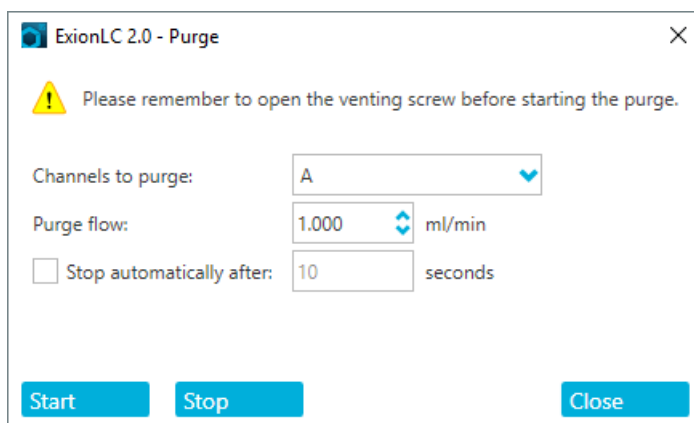 ExionLC 2.0 - Purge
Please remember to open the venting screw before starting the purge.
Channels to purge: A
Purge flow: 1.000 ml/min
Stop automatically after: 10 seconds
Start Stop Close